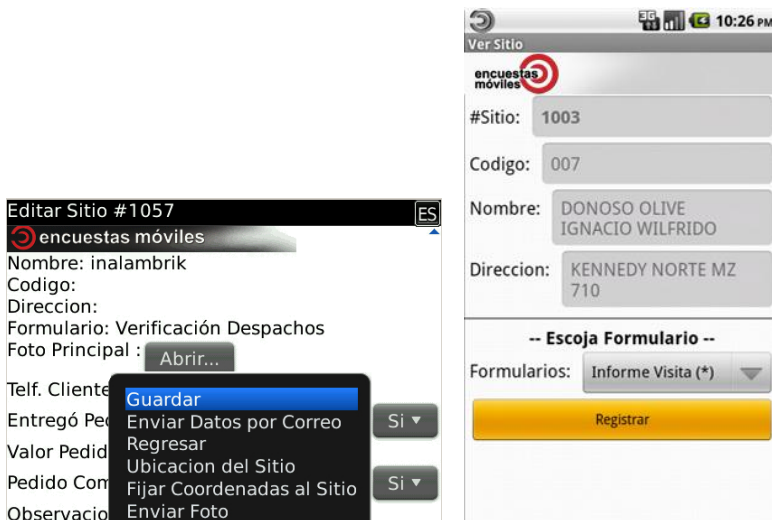 Editar Sitio #1057
ES
encuestas móviles
Nombre: inalambrik
Codigo:
Direccion:
Formulario: Verificación Despachos
Foto Principal :
Abrir...
Telf. Cliente
Entregó Ped
Si
Valor Pedid
Pedido Com
Si
Observacio
Guardar
Enviar Datos por Correo
Regresar
Ubicacion del Sitio
Fijar Coordenadas al Sitio
Enviar Foto
3G
10:26 PM
Ver Sitio
encuestas
móviles
#Sitio: 1003
Codigo: 007
Nombre: DONOSO OLIVE
IGNACIO WILFRIDO
Direccion: KENNEDY NORTE MZ
710
-- Escoja Formulario --
Formularios: Informe Visita (*)
Registrar